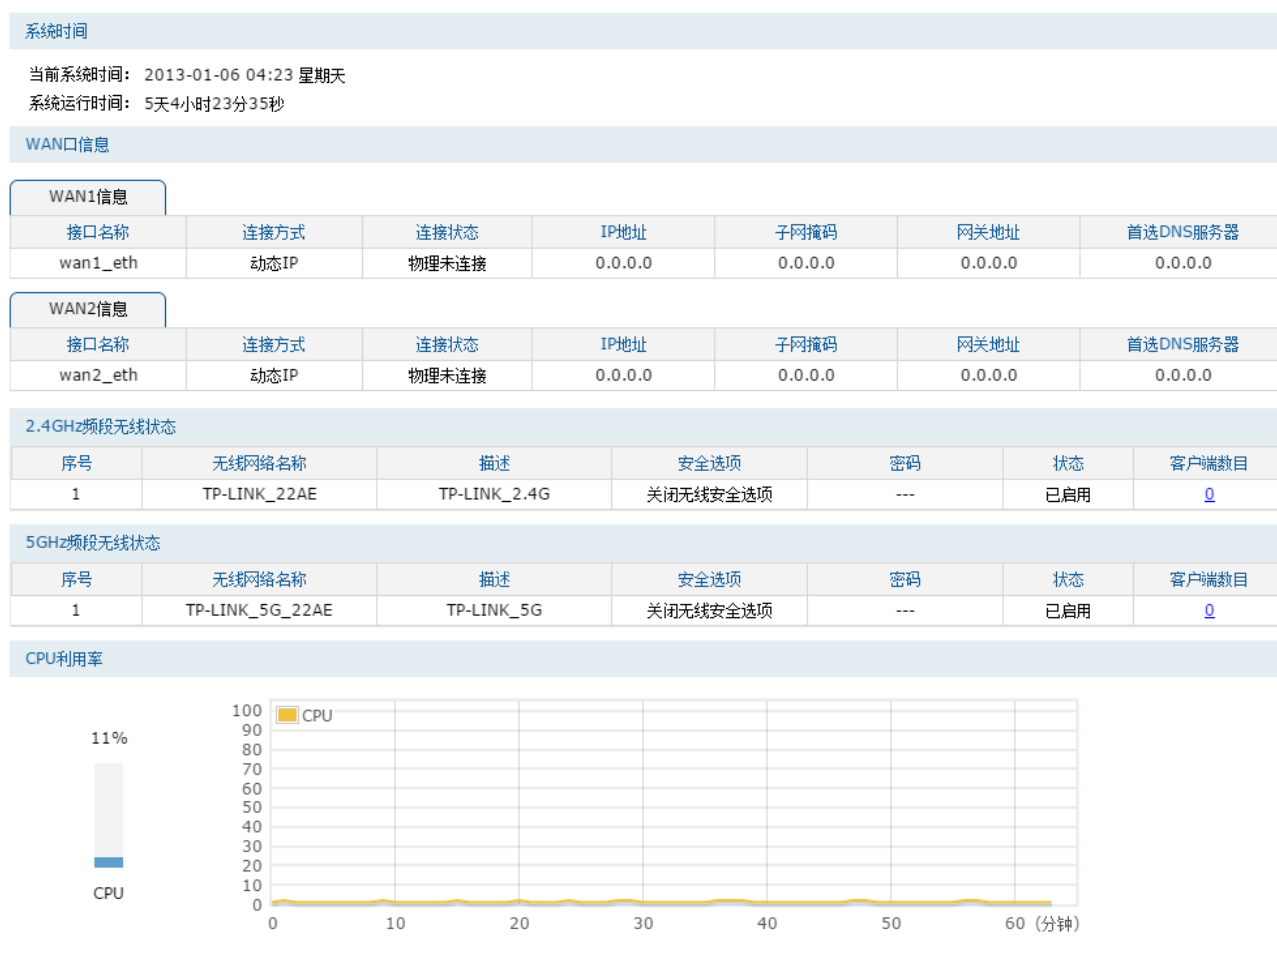 系统时间
当前系统时间: 2013-01-06 04:23 星期天
系统运行时间: 5天4小时23分35秒
WAN口信息
WAN1信息
接口名称 连接方式 连接状态 IP地址 子网掩码 网关地址 首选DNS服务器
wan1_eth 动态IP 物理未连接 0.0.0.0 0.0.0.0 0.0.0.0 0.0.0.0
WAN2信息
接口名称 连接方式 连接状态 IP地址 子网掩码 网关地址 首选DNS服务器
wan2_eth 动态IP 物理未连接 0.0.0.0 0.0.0.0 0.0.0.0 0.0.0.0
2.4GHz频段无线状态
序号 无线网络名称 描述 安全选项 密码 状态 客户端数目
1 TP-LINK_22AE TP-LINK_2.4G 关闭无线安全选项 --- 已启用 0
5GHz频段无线状态
序号 无线网络名称 描述 安全选项 密码 状态 客户端数目
1 TP-LINK_5G_22AE TP-LINK_5G 关闭无线安全选项 --- 已启用 0
CPU利用率
11%
CPU
CPU
100
90
80
70
60
50
40
30
20
10
0
0 10 20 30 40 50 60 (分钟)